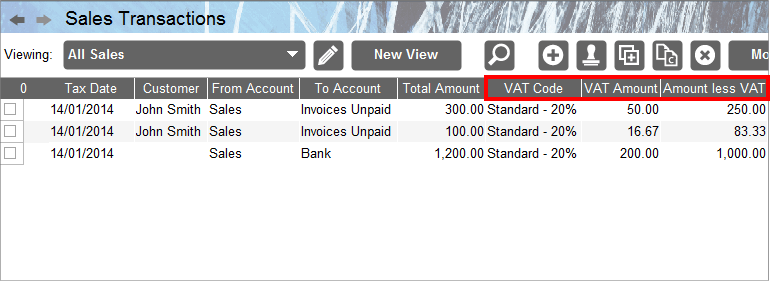 Sales Transactions
Viewing: All Sales New View Mo
0 Tax Date Customer From Account To Account Total Amount VAT Code VAT Amount Amount less VAT
14/01/2014 John Smith Sales Invoices Unpaid 300.00 Standard - 20% 50.00 250.00
14/01/2014 John Smith Sales Invoices Unpaid 100.00 Standard - 20% 16.67 83.33
14/01/2014 Sales Bank 1,200.00 Standard - 20% 200.00 1,000.00